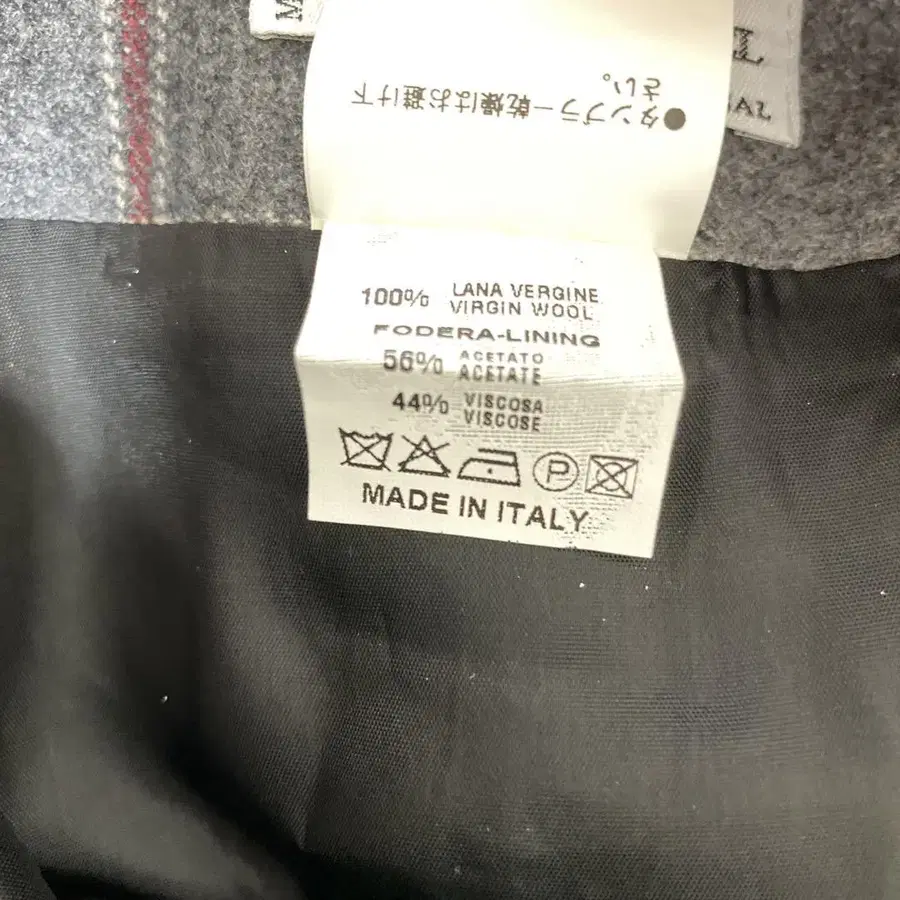 ●タンブラー乾燥はお避け下
さい。
100% LANA VERGINE
VIRGIN WOOL
FODERA-LINING
56% ACETATO
ACETATE
44% VISCOSA
VISCOSE
P
MADE IN ITALY